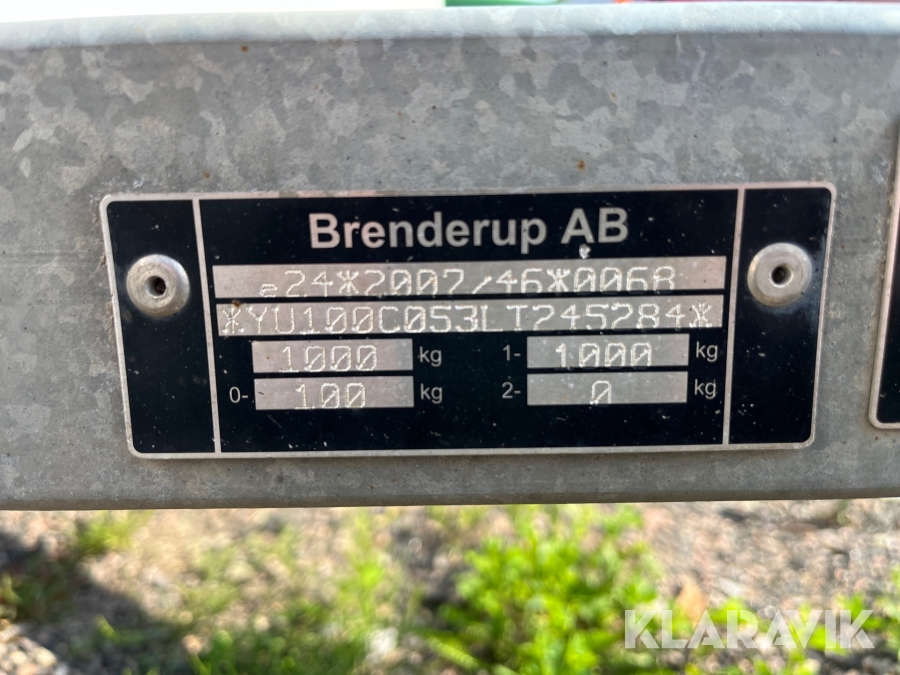 Brenderup AB
e24*2007/46*0068
*YU100C053LT245284*
1000 kg 1- 1000 kg
0- 100 kg 2- 0 kg
KLARAVIK